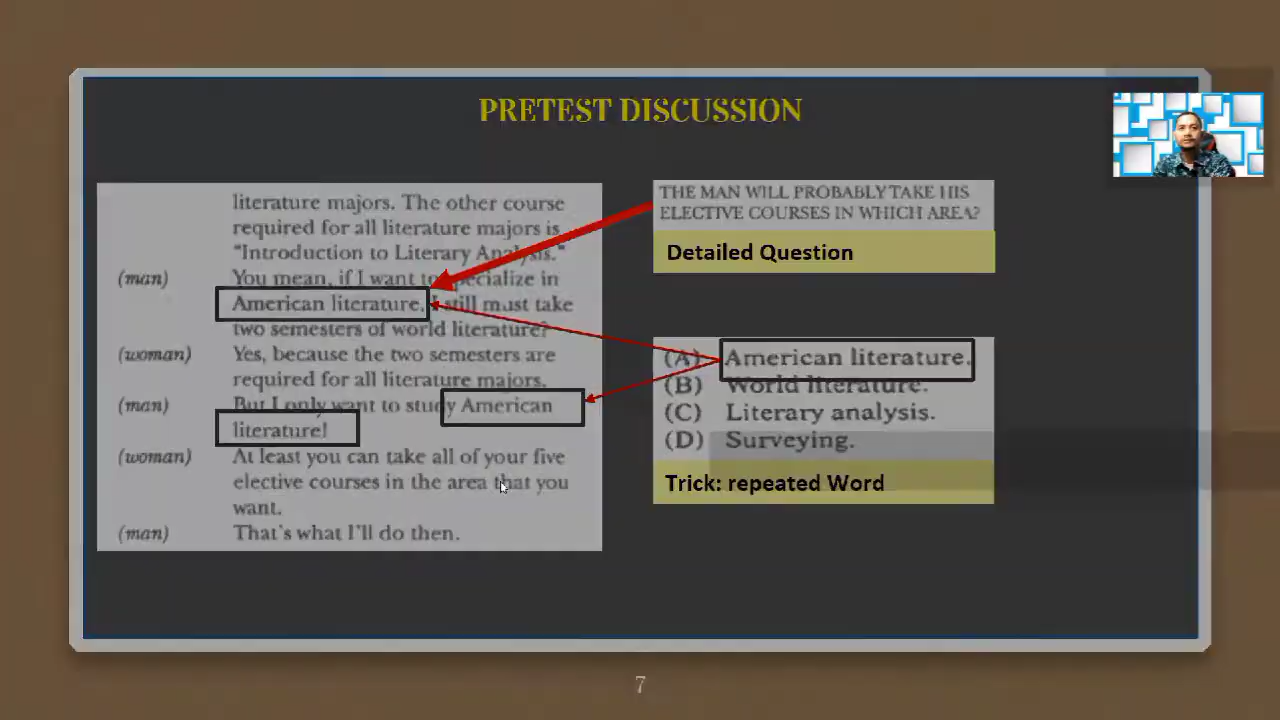 PRETEST DISCUSSION
literature majors. The other course
required for all literature majors is
"Introduction to Literary Analysis."
(man) You mean, if I want to specialize in
American literature, I still must take
two semesters of world literature?
(woman) Yes, because the two semesters are
required for all literature majors.
(man) But I only want to study American
literature!
(woman) At least you can take all of your five
elective courses in the area that you
want.
(man) That's what I'll do then.
THE MAN WILL PROBABLY TAKE HIS
ELECTIVE COURSES IN WHICH AREA?
Detailed Question
(A) American literature.
(B) World literature.
(C) Literary analysis.
(D) Surveying.
Trick: repeated Word
7